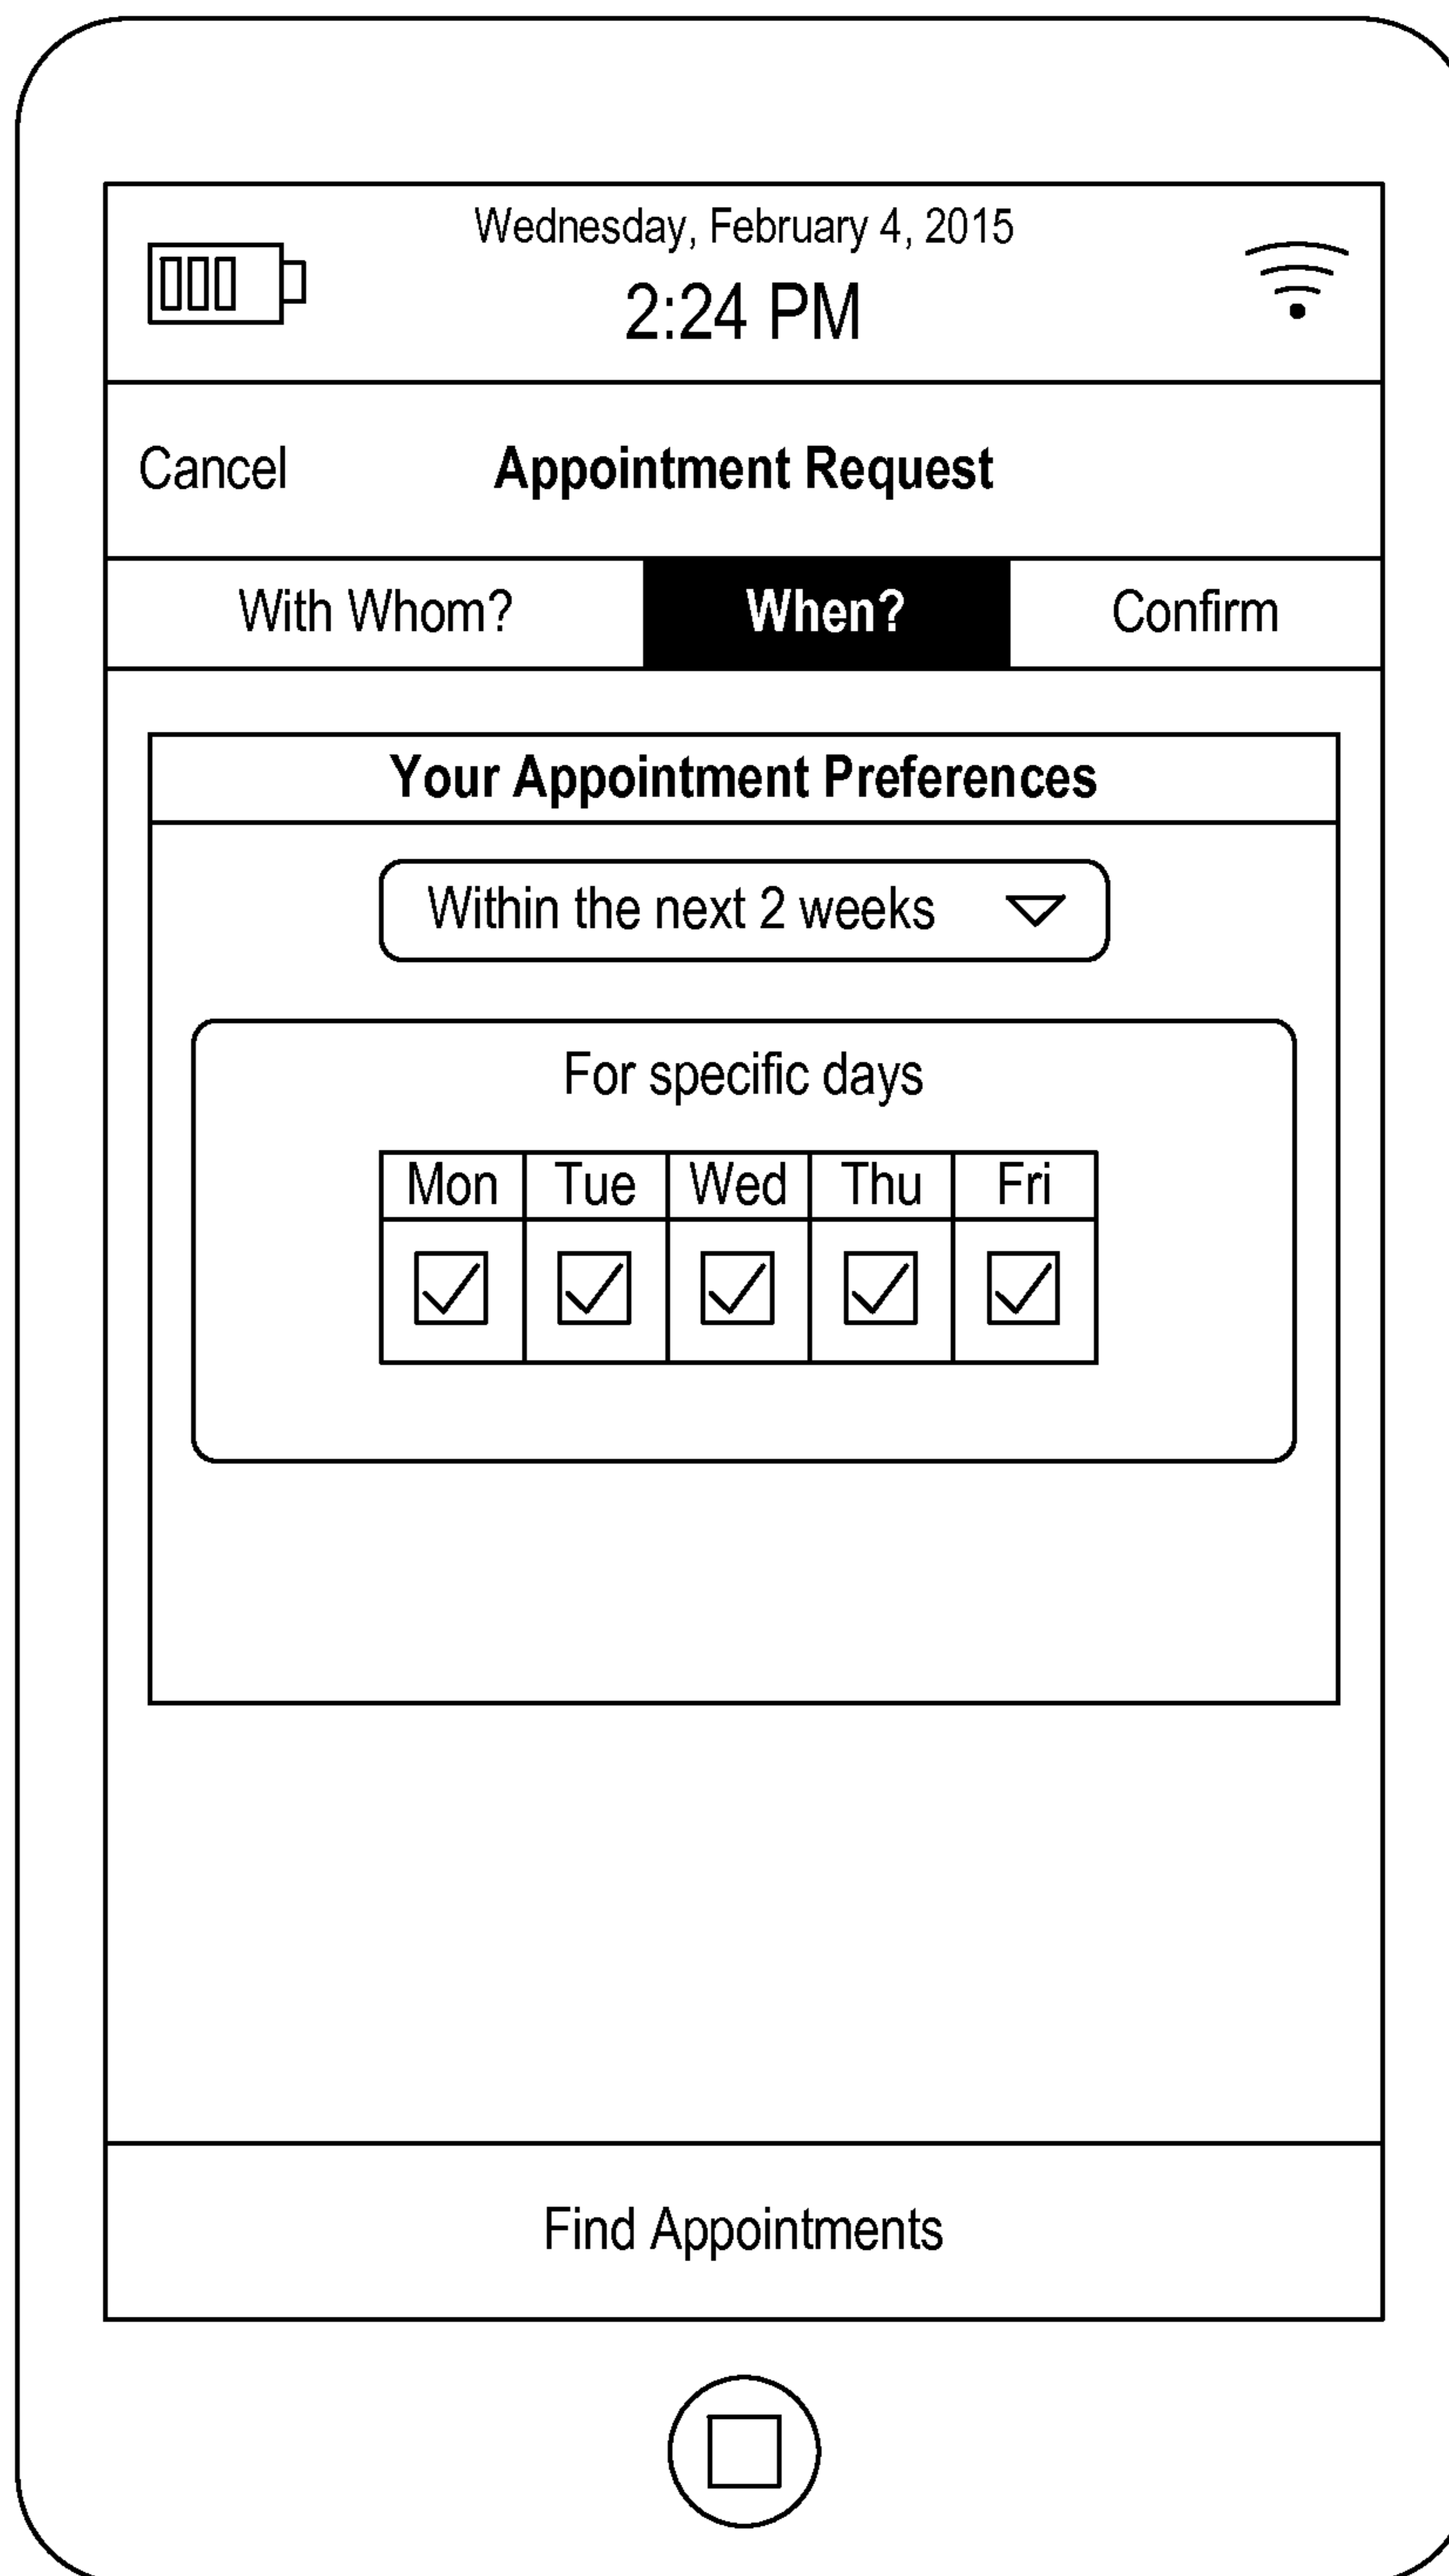 Wednesday, February 4, 2015
2:24 PM
Cancel Appointment Request
With Whom? When? Confirm
Your Appointment Preferences
Within the next 2 weeks
For specific days
Mon Tue Wed Thu Fri
Find Appointments